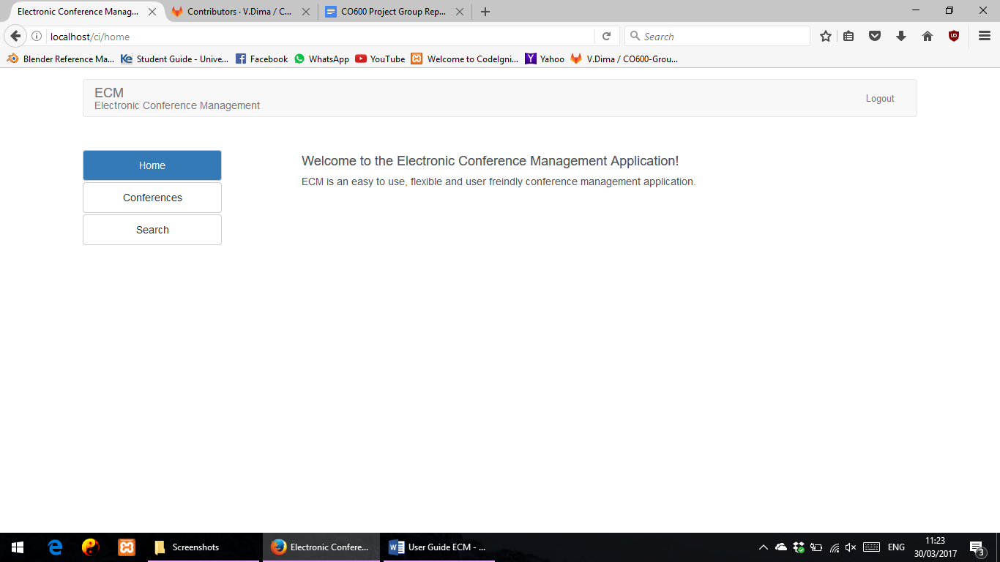 Electronic Conference Manag...
Contributors · V.Dima / C...
CO600 Project Group Rep...
localhost/ci/home
Search
Blender Reference Ma...
Student Guide - Unive...
Facebook
WhatsApp
YouTube
Welcome to CodeIgni...
Yahoo
V.Dima / CO600-Grou...
ECM
Electronic Conference Management
Logout
Home
Conferences
Search
Welcome to the Electronic Conference Management Application!
ECM is an easy to use, flexible and user freindly conference management application.
Screenshots
Electronic Confere...
User Guide ECM - ...
ENG
11:23
30/03/2017
3